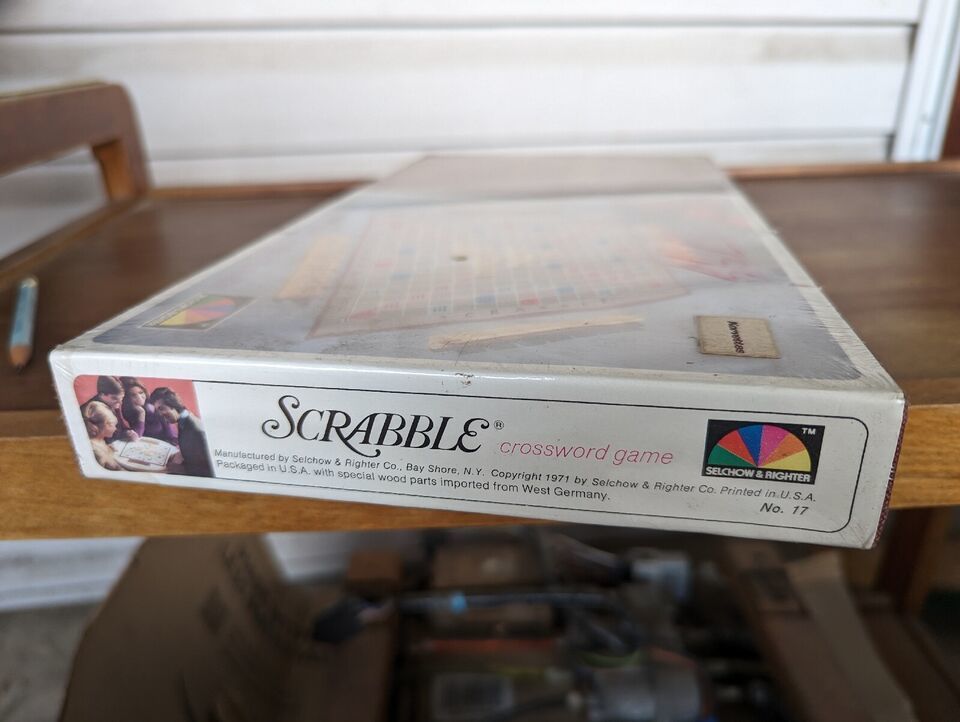 Korvettes
SCRABBLE® crossword game
Manufactured by Selchow & Righter Co., Bay Shore, N.Y. Copyright 1971 by Selchow & Righter Co. Printed in U.S.A.
Packaged in U.S.A. with special wood parts imported from West Germany.
No. 17
TM
SELCHOW & RIGHTER